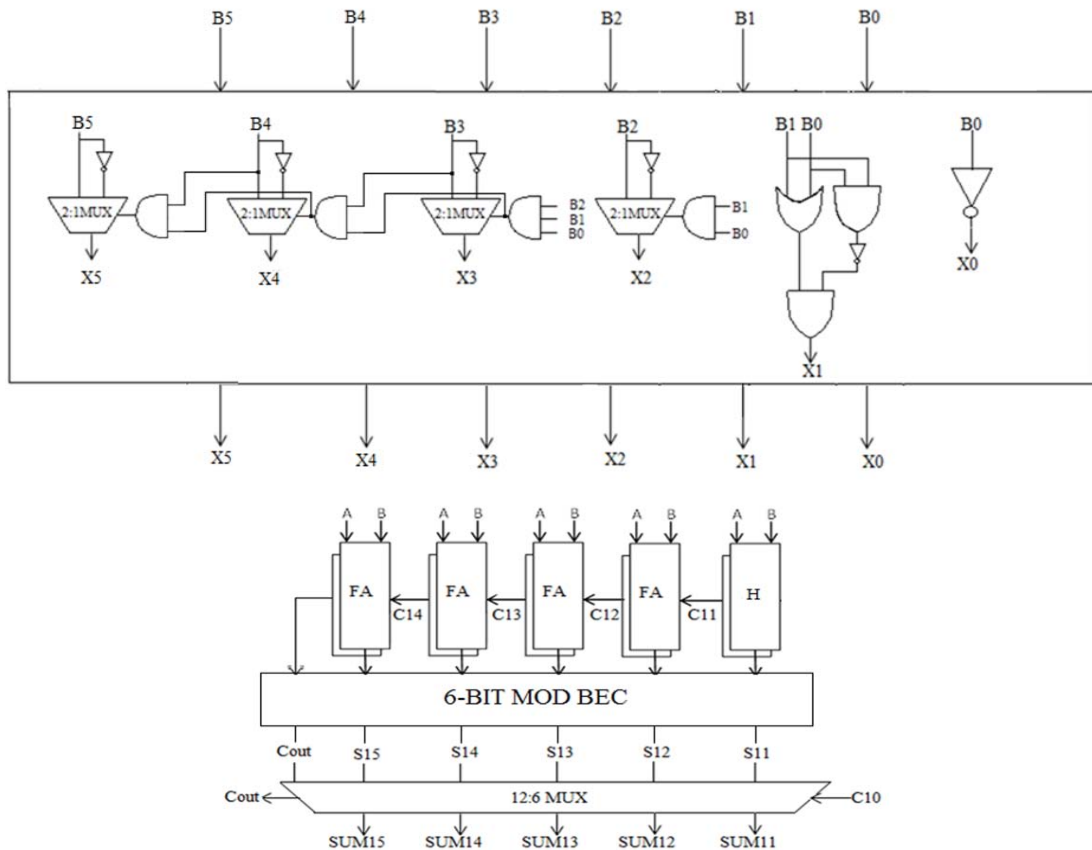 B5 B4 B3 B2 B1 B0
B5 B4 B3 B2 B1 B0 B0
2:1MUX 2:1MUX 2:1MUX 2:1MUX
B2
B1
B0
B1
B0
X5 X4 X3 X2 X0
X1
X5 X4 X3 X2 X1 X0
A B A B A B A B A B
FA FA FA FA H
C14 C13 C12 C11
6-BIT MOD BEC
Cout S15 S14 S13 S12 S11
Cout 12:6 MUX C10
SUM15 SUM14 SUM13 SUM12 SUM11